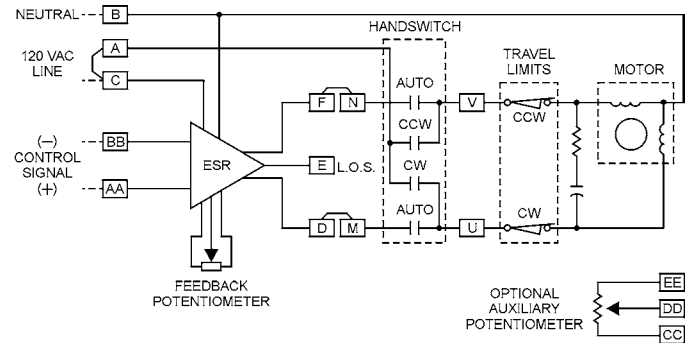 HANDSWITCH
NEUTRAL
B
A
120 VAC
LINE
C
TRAVEL
LIMITS
MOTOR
AUTO
F
N
V
CCW
CCW
(−)
CONTROL
SIGNAL
(+)
BB
AA
ESR
E
L.O.S.
CW
CW
AUTO
D
M
U
FEEDBACK
POTENTIOMETER
OPTIONAL
AUXILIARY
POTENTIOMETER
EE
DD
CC